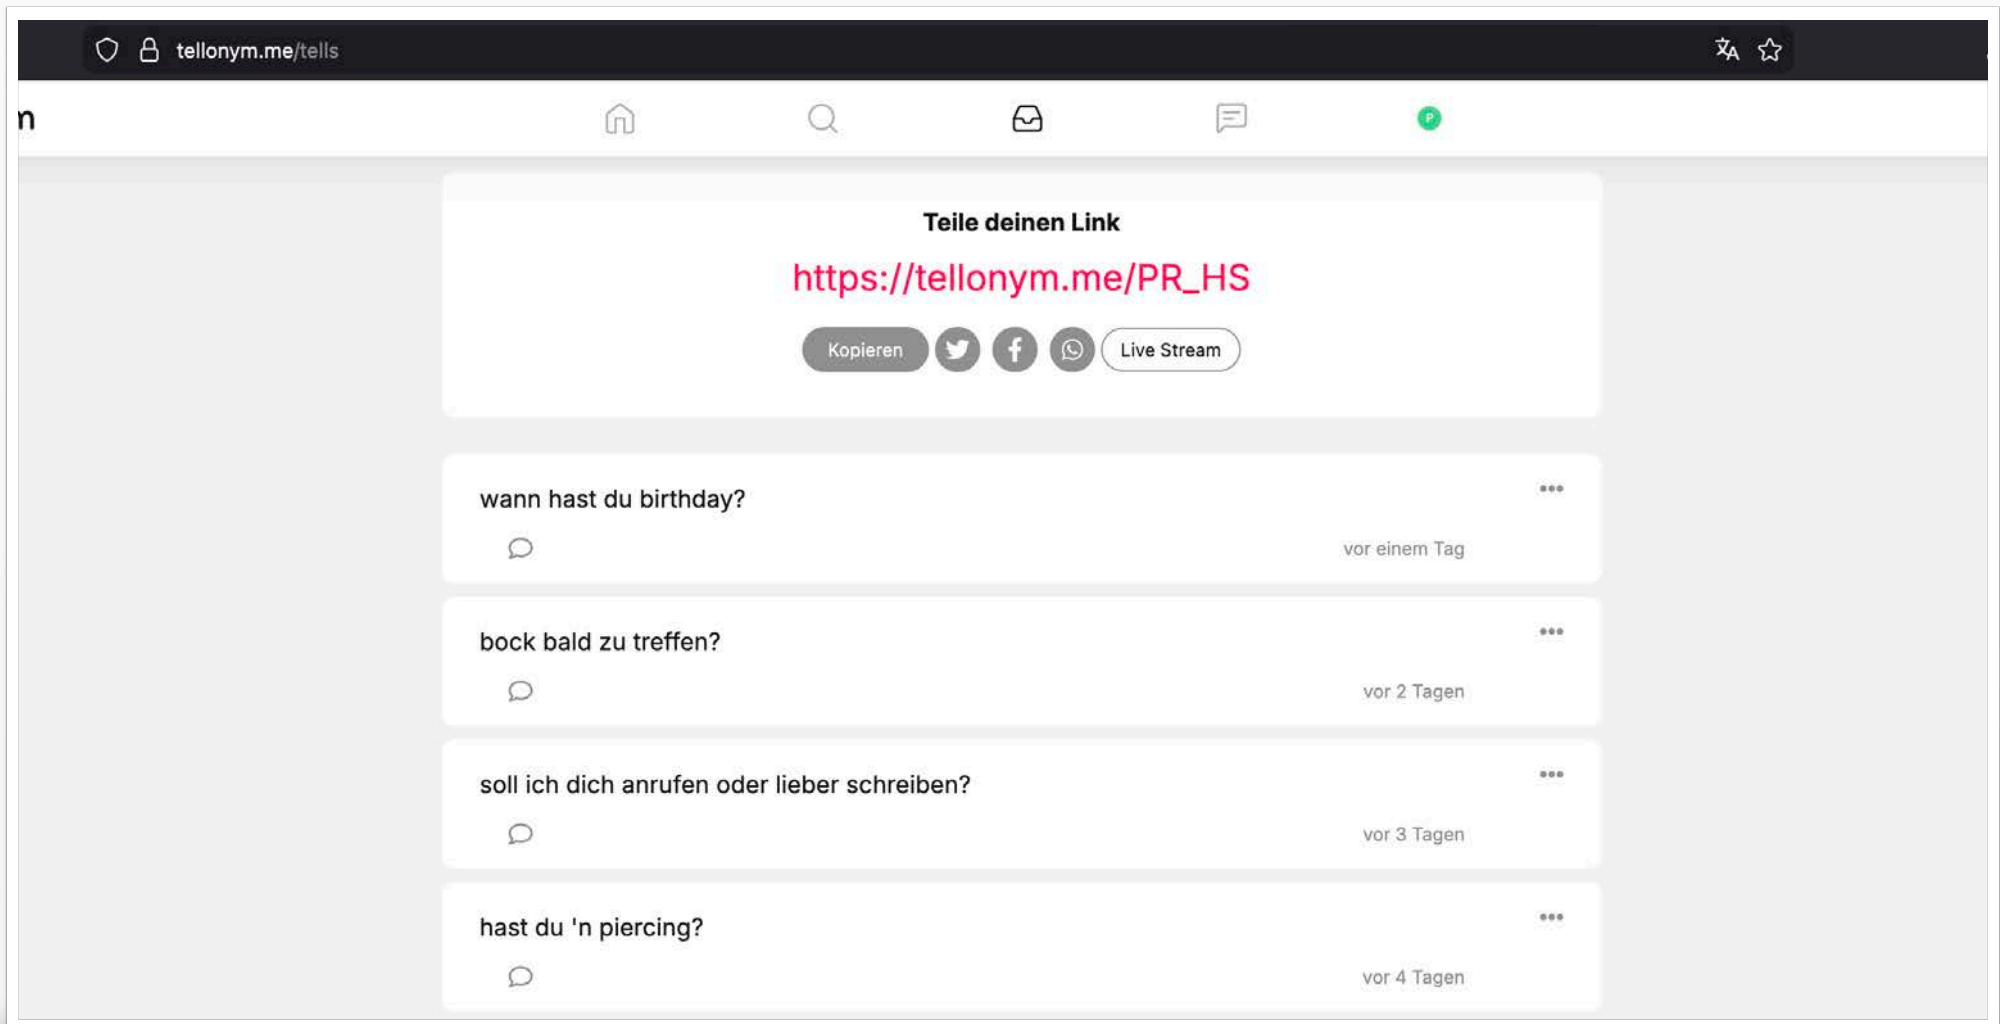 tellonym.me/tells
m
P
Teile deinen Link
https://tellonym.me/PR_HS
Kopieren
Live Stream
wann hast du birthday?
vor einem Tag
bock bald zu treffen?
vor 2 Tagen
soll ich dich anrufen oder lieber schreiben?
vor 3 Tagen
hast du 'n piercing?
vor 4 Tagen